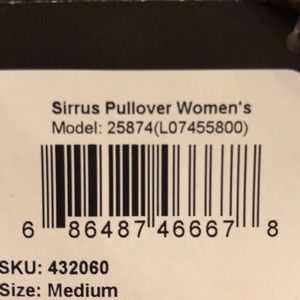 Sirrus Pullover Women's
Model: 25874(L07455800)
6 86487 46667 8
SKU: 432060
Size: Medium